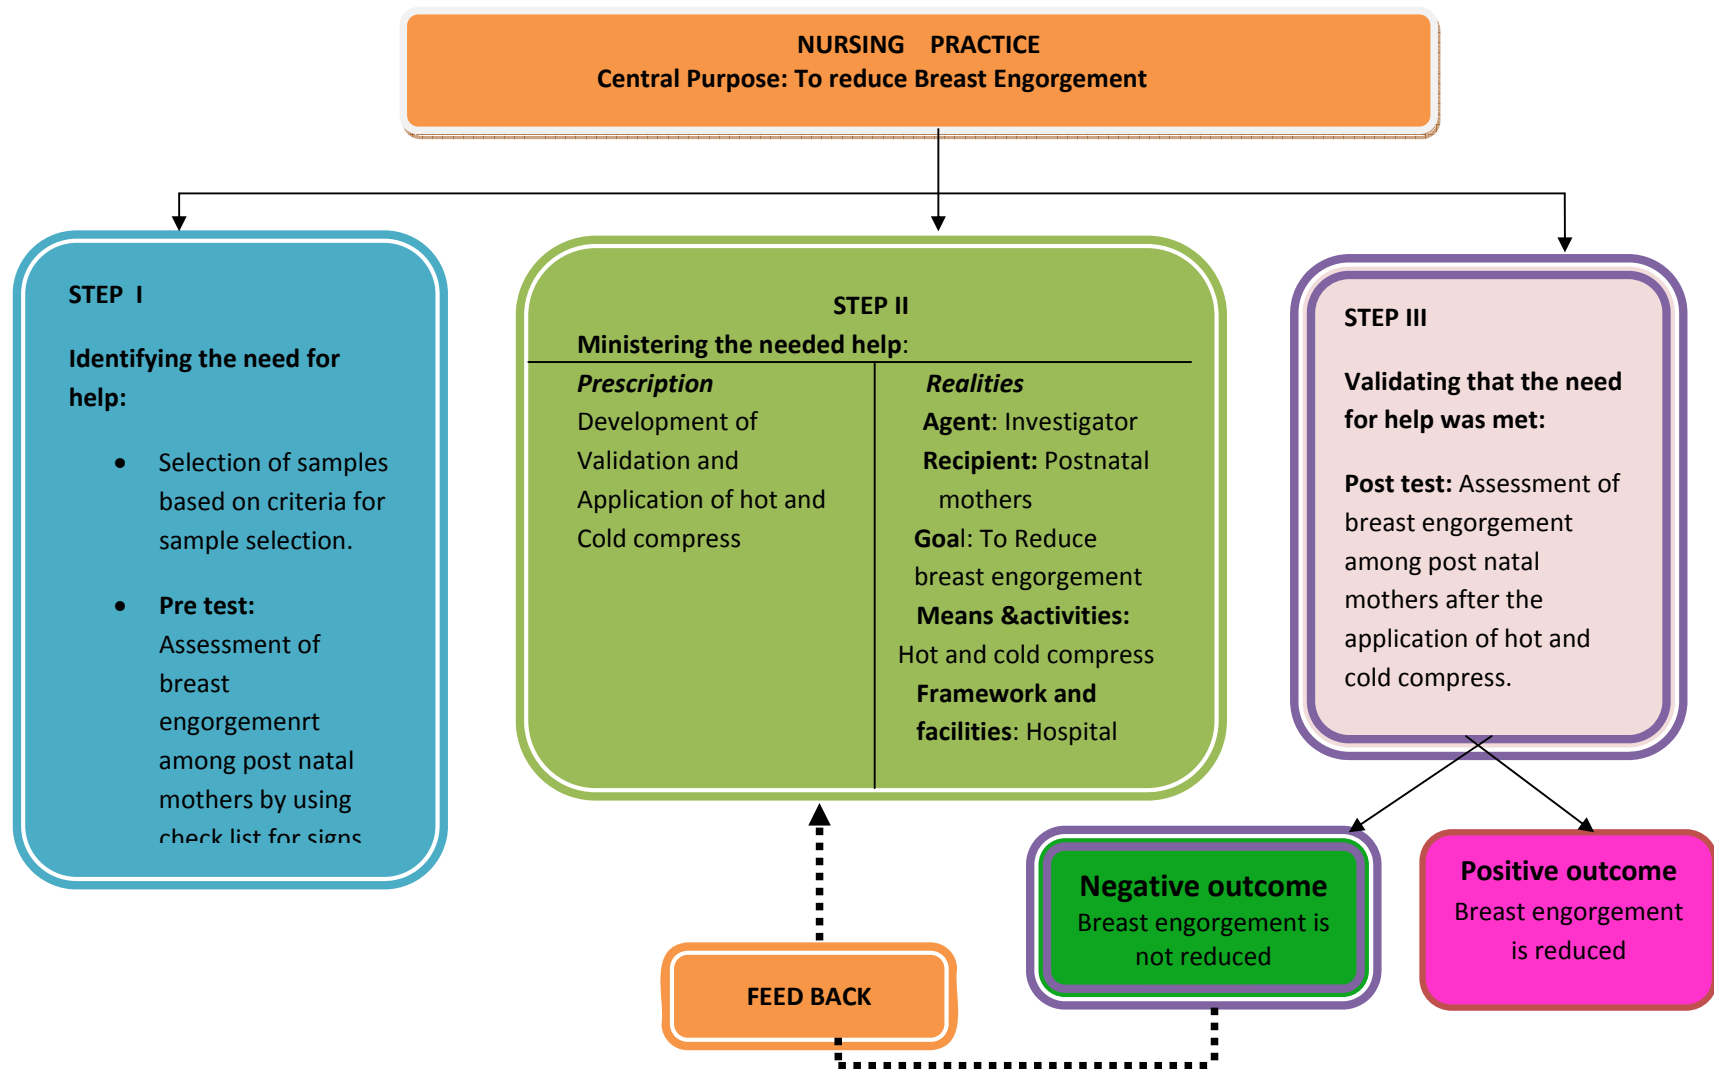 NURSING PRACTICE
Central Purpose: To reduce Breast Engorgement
STEP I
Identifying the need for
help:
• Selection of samples
based on criteria for
sample selection.
• Pre test:
Assessment of
breast
engorgemenrt
among post natal
mothers by using
check list for signs
STEP II
Ministering the needed help:
Prescription
Development of
Validation and
Application of hot and
Cold compress
Realities
Agent: Investigator
Recipient: Postnatal
mothers
Goal: To Reduce
breast engorgement
Means &activities:
Hot and cold compress
Framework and
facilities: Hospital
STEP III
Validating that the need
for help was met:
Post test: Assessment of
breast engorgement
among post natal
mothers after the
application of hot and
cold compress.
Negative outcome
Breast engorgement is
not reduced
Positive outcome
Breast engorgement
is reduced
FEED BACK